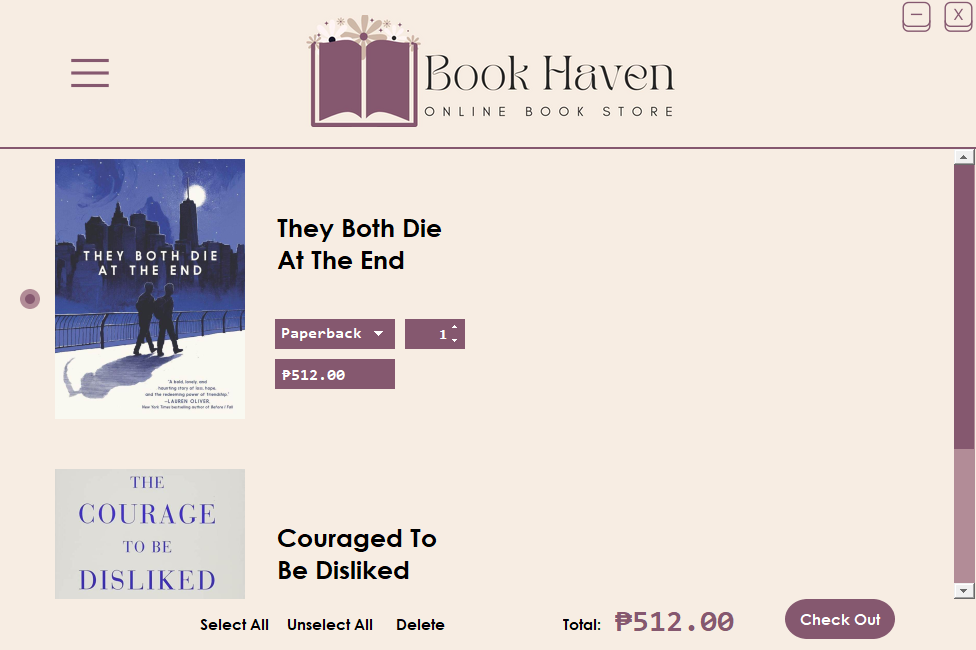 X
Book Haven
ONLINE BOOK STORE
THEY BOTH DIE
AT THE END
"A bold, lovely, and
haunting story of loss, hope,
and the redeeming power of friendship."
—LAUREN OLIVER,
New York Times bestselling author of Before I Fall
They Both Die
At The End
Paperback
1
₱512.00
THE
COURAGE
TO BE
DISLIKED
Couraged To
Be Disliked
Select All
Unselect All
Delete
Total:
₱512.00
Check Out